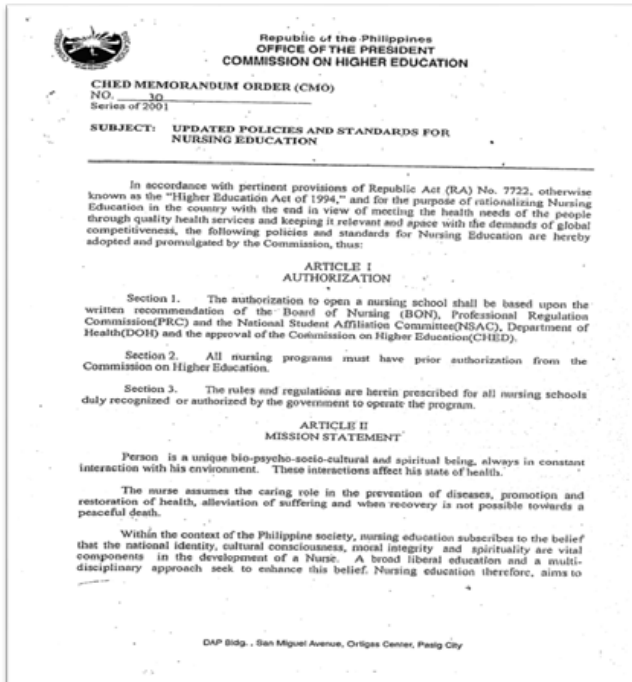 Republic of the Philippines
OFFICE OF THE PRESIDENT
COMMISSION ON HIGHER EDUCATION
CHED MEMORANDUM ORDER (CMO)
NO. 30
Series of 2001
SUBJECT: UPDATED POLICIES AND STANDARDS FOR
NURSING EDUCATION
In accordance with pertinent provisions of Republic Act (RA) No. 7722, otherwise
known as the "Higher Education Act of 1994," and for the purpose of rationalizing Nursing
Education in the country with the end in view of meeting the health needs of the people
through quality health services and keeping it relevant and apace with the demands of global
competitiveness, the following policies and standards for Nursing Education are hereby
adopted and promulgated by the Commission, thus:
ARTICLE I
AUTHORIZATION
Section 1. The authorization to open a nursing school shall be based upon the
written recommendation of the Board of Nursing (BON), Professional Regulation
Commission(PRC) and the National Student Affiliation Committee(NSAC), Department of
Health(DOH) and the approval of the Commission on Higher Education(CHED).
Section 2. All nursing programs must have prior authorization from the
Commission on Higher Education.
Section 3. The rules and regulations are herein prescribed for all nursing schools
duly recognized or authorized by the government to operate the program.
ARTICLE II
MISSION STATEMENT
Person is a unique bio-psycho-socio-cultural and spiritual being, always in constant
interaction with his environment. These interactions affect his state of health.
The nurse assumes the caring role in the prevention of diseases, promotion and
restoration of health, alleviation of suffering and when recovery is not possible towards a
peaceful death.
Within the context of the Philippine society, nursing education subscribes to the belief
that the national identity, cultural consciousness, moral integrity and spirituality are vital
components in the development of a Nurse. A broad liberal education and a multi-
disciplinary approach seek to enhance this belief. Nursing education therefore, aims to
DAP Bldg. , San Miguel Avenue, Ortigas Center, Pasig City